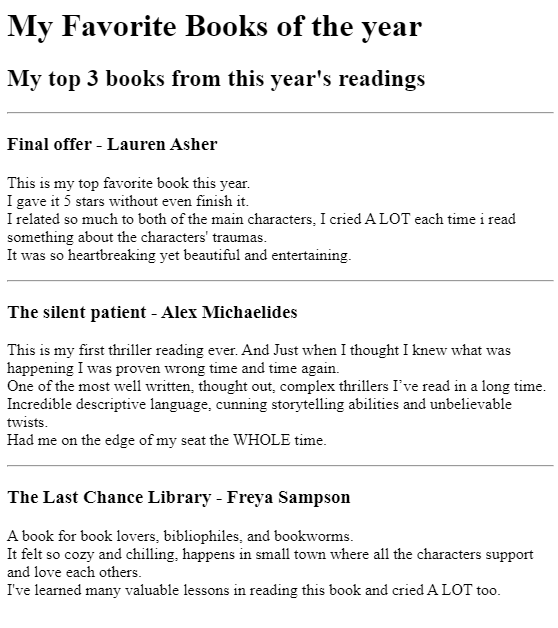 My Favorite Books of the year
My top 3 books from this year's readings
Final offer - Lauren Asher
This is my top favorite book this year.
I gave it 5 stars without even finish it.
I related so much to both of the main characters, I cried A LOT each time i read
something about the characters' traumas.
It was so heartbreaking yet beautiful and entertaining.
The silent patient - Alex Michaelides
This is my first thriller reading ever. And Just when I thought I knew what was
happening I was proven wrong time and time again.
One of the most well written, thought out, complex thrillers I’ve read in a long time.
Incredible descriptive language, cunning storytelling abilities and unbelievable
twists.
Had me on the edge of my seat the WHOLE time.
The Last Chance Library - Freya Sampson
A book for book lovers, bibliophiles, and bookworms.
It felt so cozy and chilling, happens in small town where all the characters support
and love each others.
I've learned many valuable lessons in reading this book and cried A LOT too.